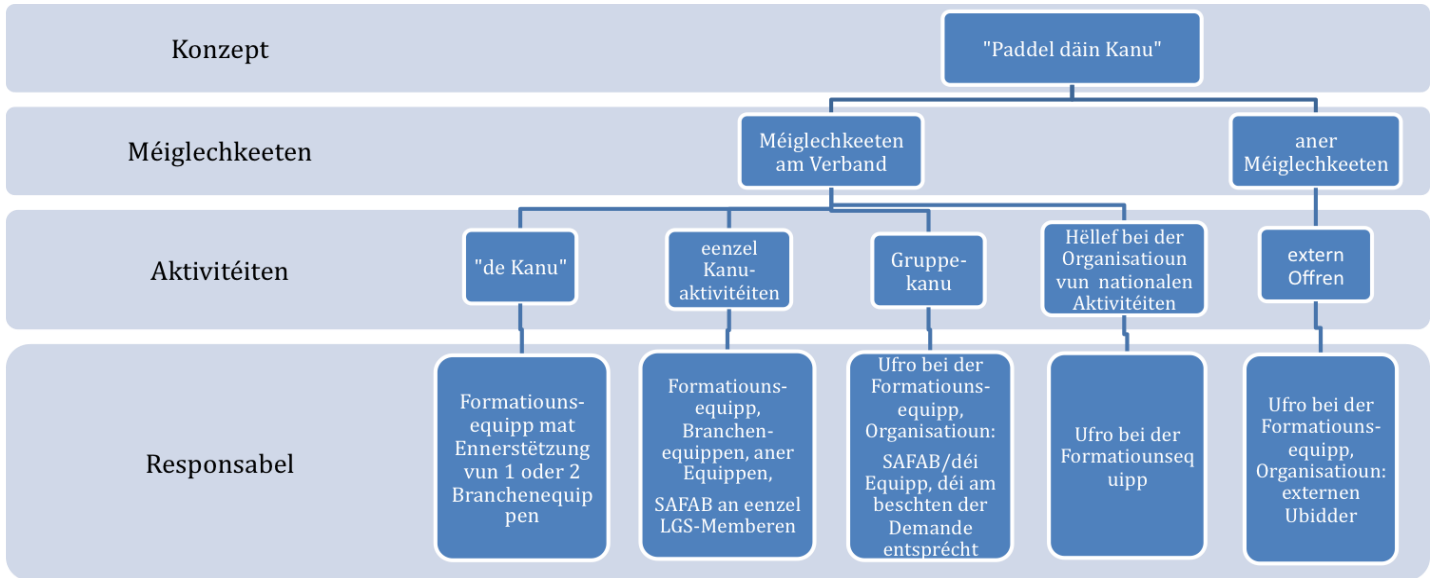 Konzept
"Paddel däin Kanu"
Méiglechkeeten
Méiglechkeeten
am Verband
aner
Méiglechkeeten
Aktivitéiten
"de Kanu"
eenzel
Kanu-
aktivitéiten
Gruppe-
kanu
Hëllef bei der
Organisatioun
vun nationalen
Aktivitéiten
extern
Offren
Responsabel
Formatiouns-
equipp mat
Ennerstëtzung
vun 1 oder 2
Branchenequip
pen
Formatiouns-
equipp,
Branchen-
equippen, aner
Equippen,
SAFAB an eenzel
LGS-Memberen
Ufro bei der
Formatiouns-
equipp,
Organisatioun:
SAFAB/déi
Equipp, déi am
beschten der
Demande
entsprécht
Ufro bei der
Formatiounseq
uipp
Ufro bei der
Formatiouns-
equipp,
Organisatioun:
externen
Ubidder